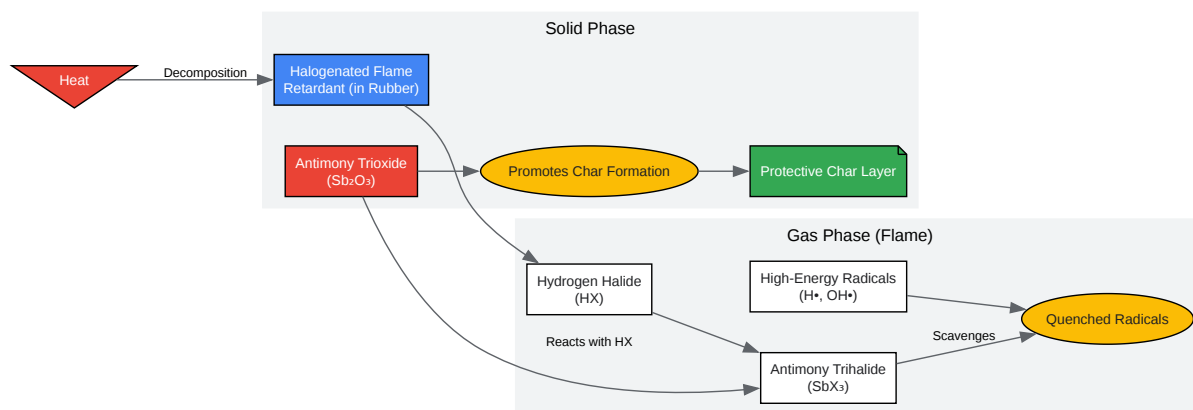 Solid Phase
Heat
Decomposition
Halogenated Flame
Retardant (in Rubber)
Antimony Trioxide
(Sb₂O₃)
Promotes Char Formation
Protective Char Layer
Gas Phase (Flame)
Hydrogen Halide
(HX)
High-Energy Radicals
(H•, OH•)
Quenched Radicals
Reacts with HX
Scavenges
Antimony Trihalide
(SbX₃)